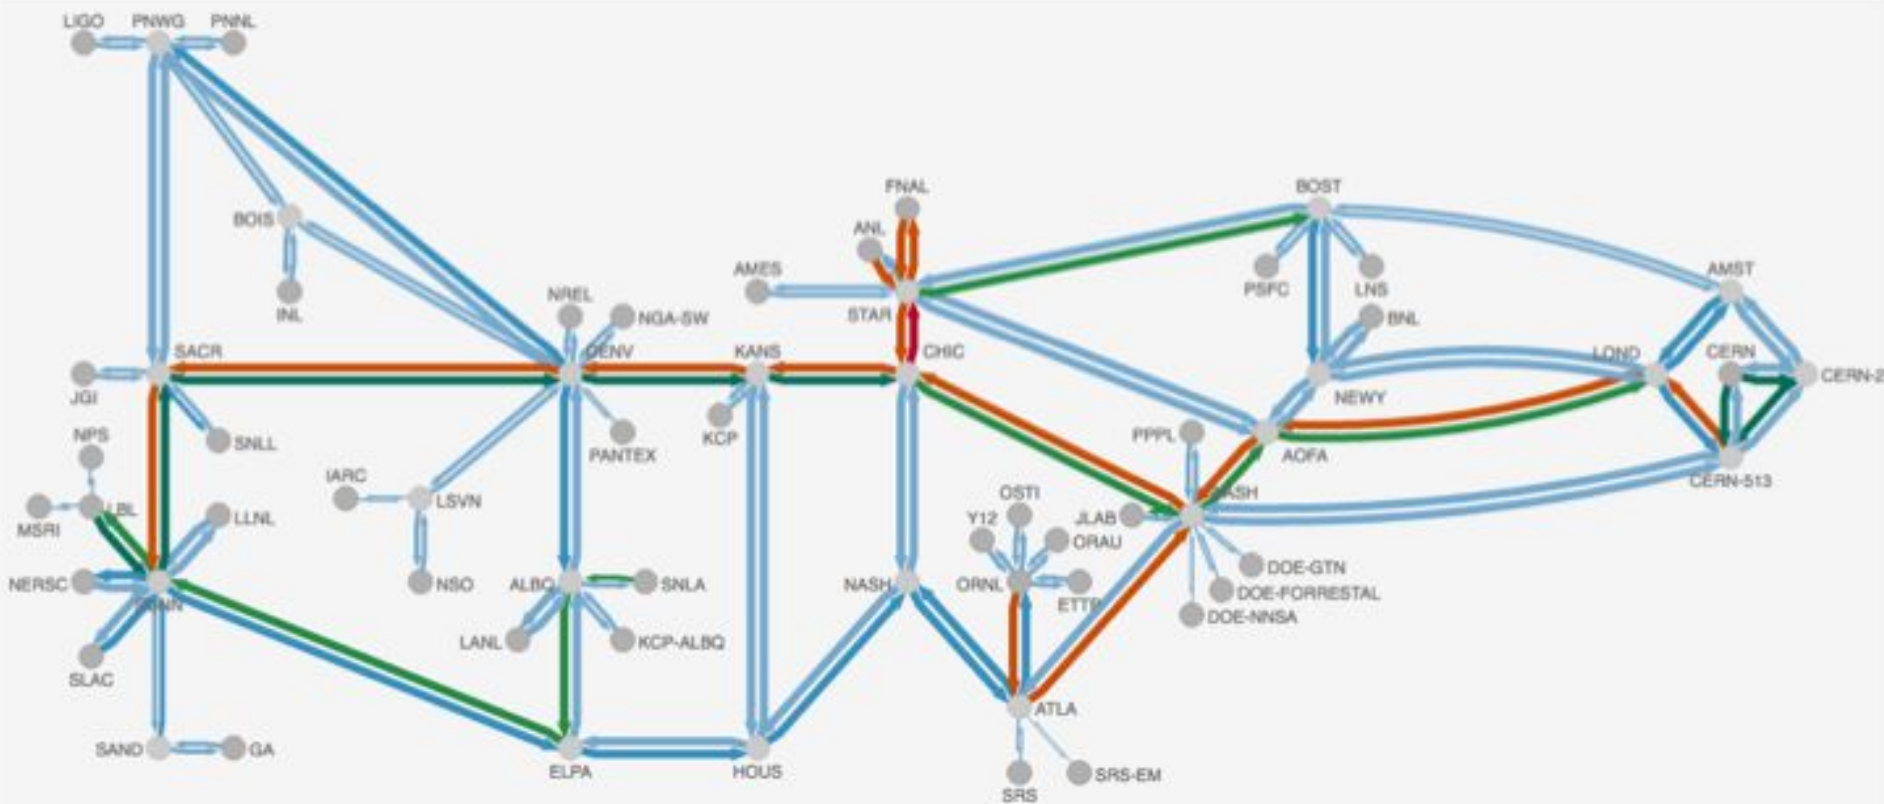 LIGO
PNWG
PNNL
FNAL
BOST
BOIS
ANL
AMES
PSFC
LNS
AMST
INL
NREL
NGA-SW
STAR
BNL
SACR
DENV
KANS
CHIC
LOND
CERN
CERN-2
JGI
NEWY
KCP
NPS
SNLL
PANTEX
PPPL
AOFA
IARC
LSVN
OSTI
WASH
CERN-513
MSRI
LBL
LLNL
Y12
ORAU
JLAB
NERSC
NSO
ALBQ
SNLA
NASH
ORNL
ETTP
DOE-GTN
DOE-FORRESTAL
DOE-NNSA
LANL
KCP-ALBQ
SLAC
ATLA
SAND
GA
ELPA
HOUS
SRS
SRS-EM